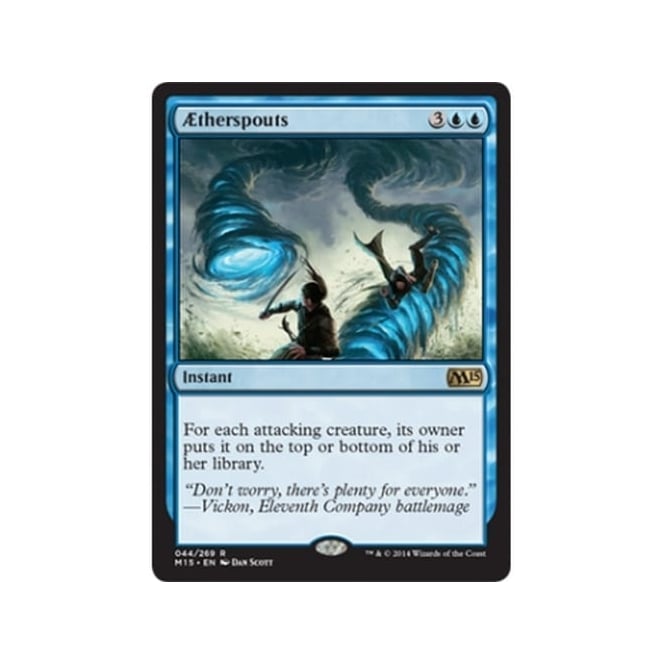 Ætherspouts 3
Instant M15
For each attacking creature, its owner
puts it on the top or bottom of his or
her library.
“Don’t worry, there’s plenty for everyone.”
—Vickon, Eleventh Company battlemage
044/269 R ™ & © 2014 Wizards of the Coast
M15 • EN Dan Scott